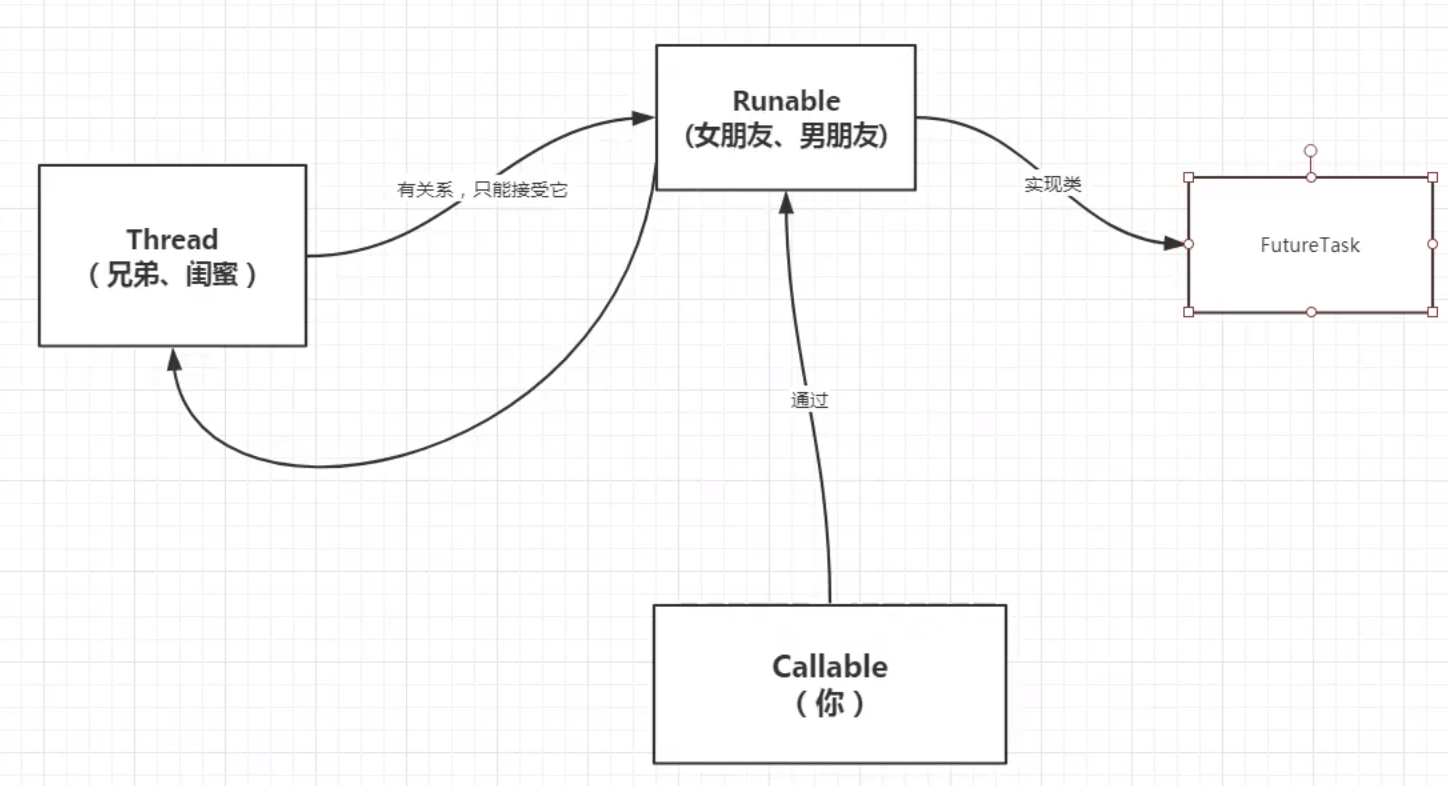 Runable
(女朋友、男朋友)
有关系，只能接受它
实现类
Thread
（兄弟、闺蜜）
FutureTask
通过
Callable
（你）